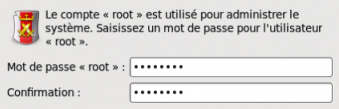 Le compte « root » est utilisé pour administrer le
système. Saisissez un mot de passe pour l'utilisateur
« root ».
Mot de passe « root » : ••••••••
Confirmation : ••••••••